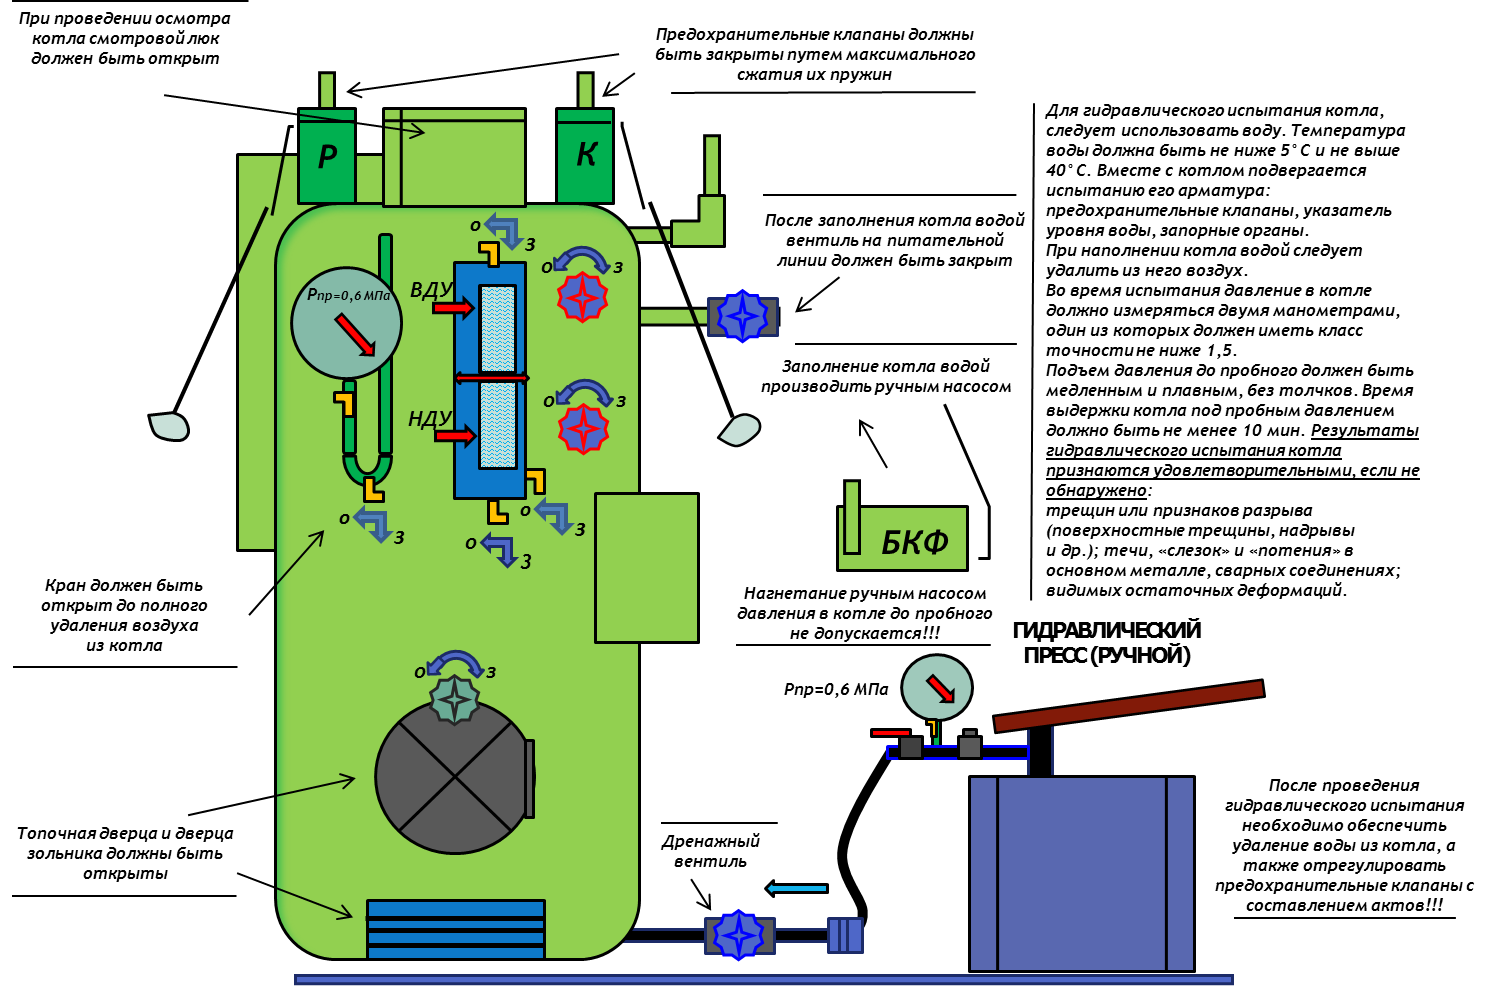 При проведении осмотра
котла смотровой люк
должен быть открыт
Предохранительные клапаны должны
быть закрыты путем максимального
сжатия их пружин
Р
К
Для гидравлического испытания котла,
следует использовать воду. Температура
воды должна быть не ниже 5°С и не выше
40°С. Вместе с котлом подвергается
испытанию его арматура:
предохранительные клапаны, указатель
уровня воды, запорные органы.
При наполнении котла водой следует
удалить из него воздух.
Во время испытания давление в котле
должно измеряться двумя манометрами,
один из которых должен иметь класс
точности не ниже 1,5.
Подъем давления до пробного должен быть
медленным и плавным, без толчков. Время
выдержки котла под пробным давлением
должно быть не менее 10 мин. Результаты
гидравлического испытания котла
признаются удовлетворительными, если не
обнаружено:
трещин или признаков разрыва
(поверхностные трещины, надрывы
и др.); течи, «слезок» и «потения» в
основном металле, сварных соединениях;
видимых остаточных деформаций.
После заполнения котла водой
вентиль на питательной
линии должен быть закрыт
о
З
о
З
Рпр=0,6 МПа
ВДУ
Заполнение котла водой
производить ручным насосом
о
З
НДУ
о
З
о
З
о
З
БКФ
Кран должен быть
открыт до полного
удаления воздуха
из котла
Нагнетание ручным насосом
давления в котле до пробного
не допускается!!!
ГИДРАВЛИЧЕСКИЙ
ПРЕСС (РУЧНОЙ)
о
З
Рпр=0,6 МПа
Топочная дверца и дверца
зольника должны быть
открыты
Дренажный
вентиль
После проведения
гидравлического испытания
необходимо обеспечить
удаление воды из котла, а
также отрегулировать
предохранительные клапаны с
составлением актов!!!